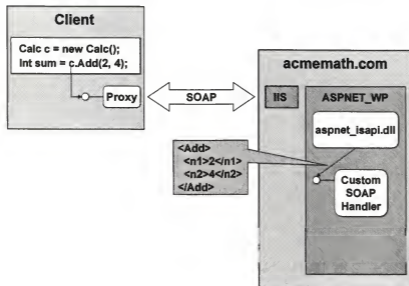 Client
Calc c = new Calc();
Int sum = c.Add(2, 4);
Proxy
SOAP
acmemath.com
IIS
ASPNET_WP
aspnet_isapi.dll
<Add>
<n1>2</n1>
<n2>4</n2>
</Add>
Custom
SOAP
Handler